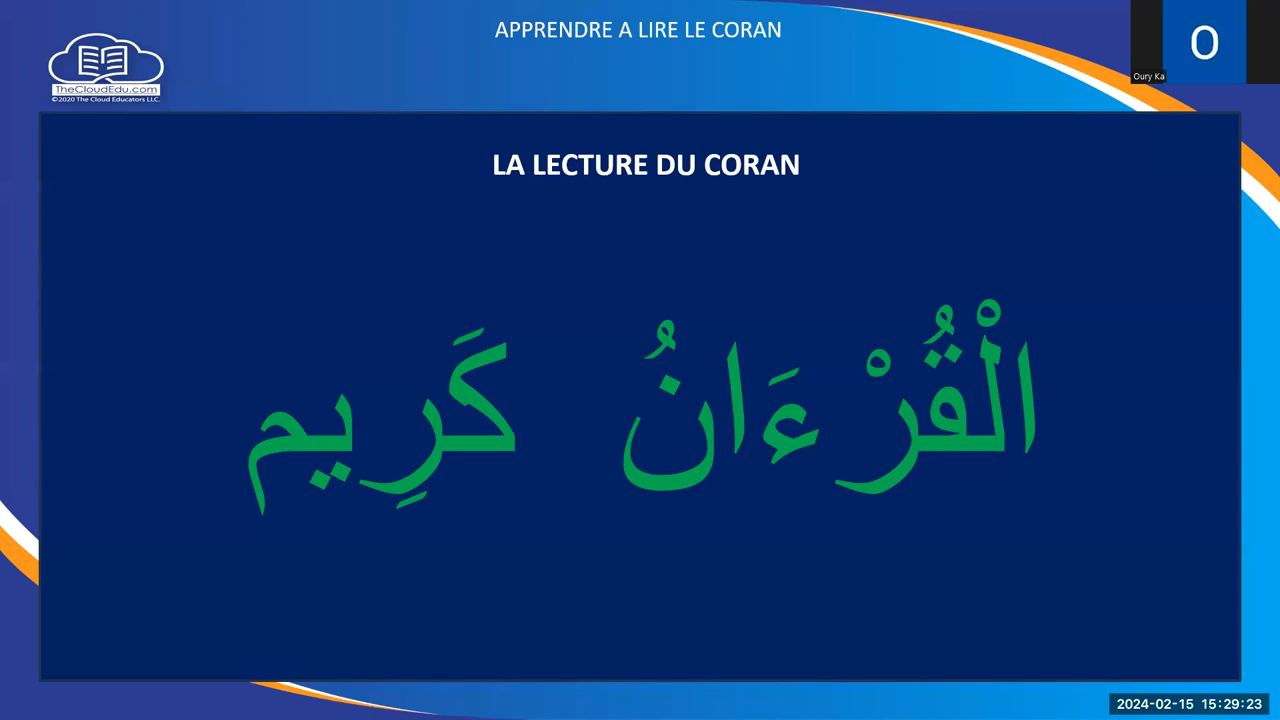 APPRENDRE A LIRE LE CORAN
O
Oury Ka
TheCloudEdu.com
©2020 The Cloud Educators LLC.
LA LECTURE DU CORAN
الْقُرْءَانُ كَرِيم
2024-02-15 15:29:23